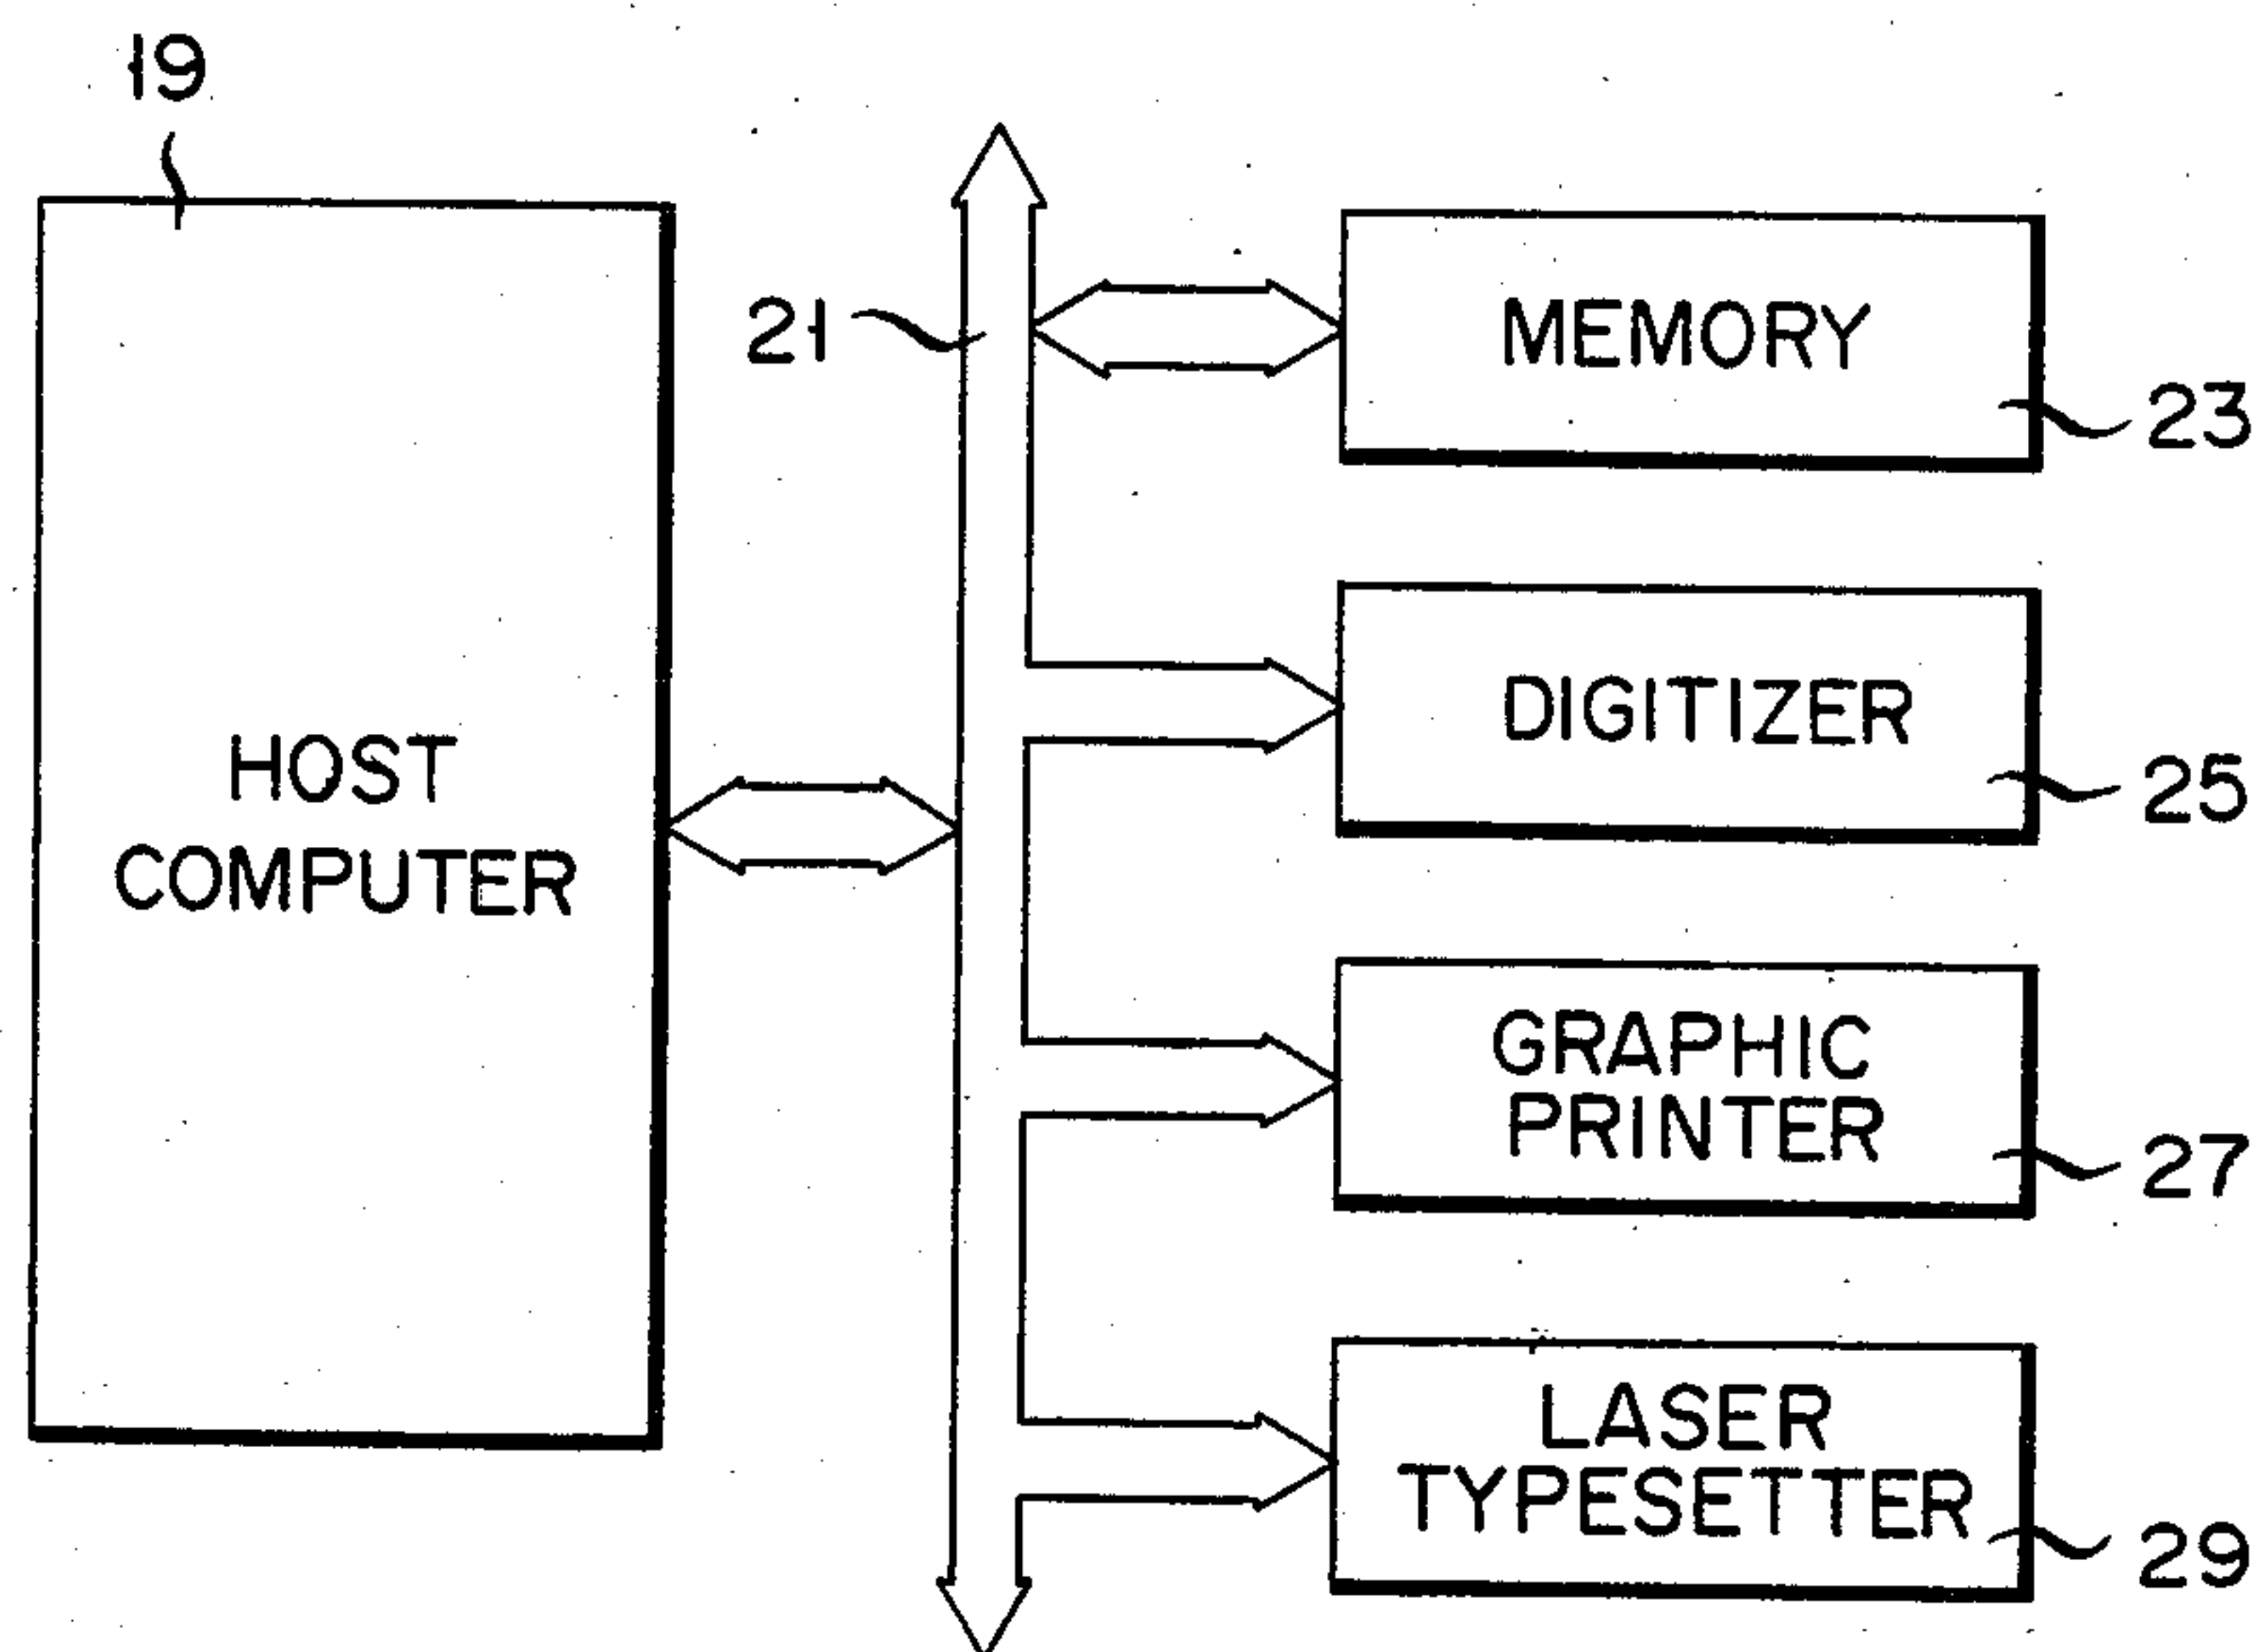 19
21
HOST
COMPUTER
MEMORY
23
DIGITIZER
25
GRAPHIC
PRINTER
27
LASER
TYPESETTER
29